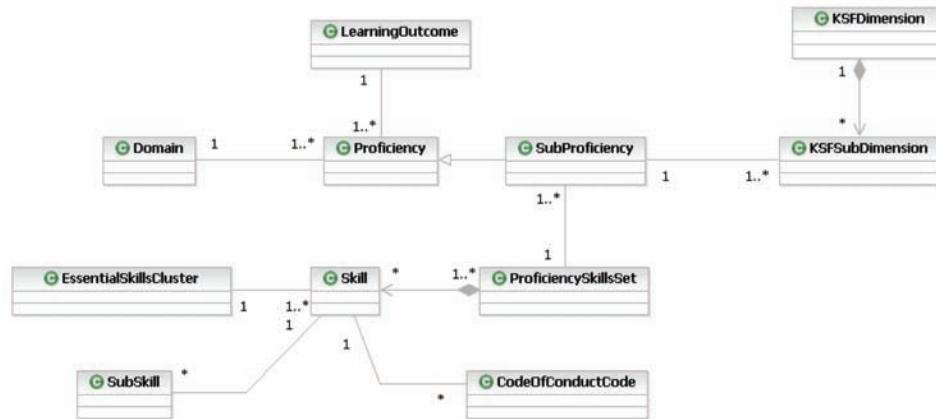 KSFDimension
LearningOutcome
1
1
1..*
*
Domain
1
1..*
Proficiency
SubProficiency
1
1..*
KSFSubDimension
1..*
1
EssentialSkillsCluster
1
1..*
Skill
*
1..*
ProficiencySkillsSet
1
1
SubSkill
*
*
CodeOfConductCode